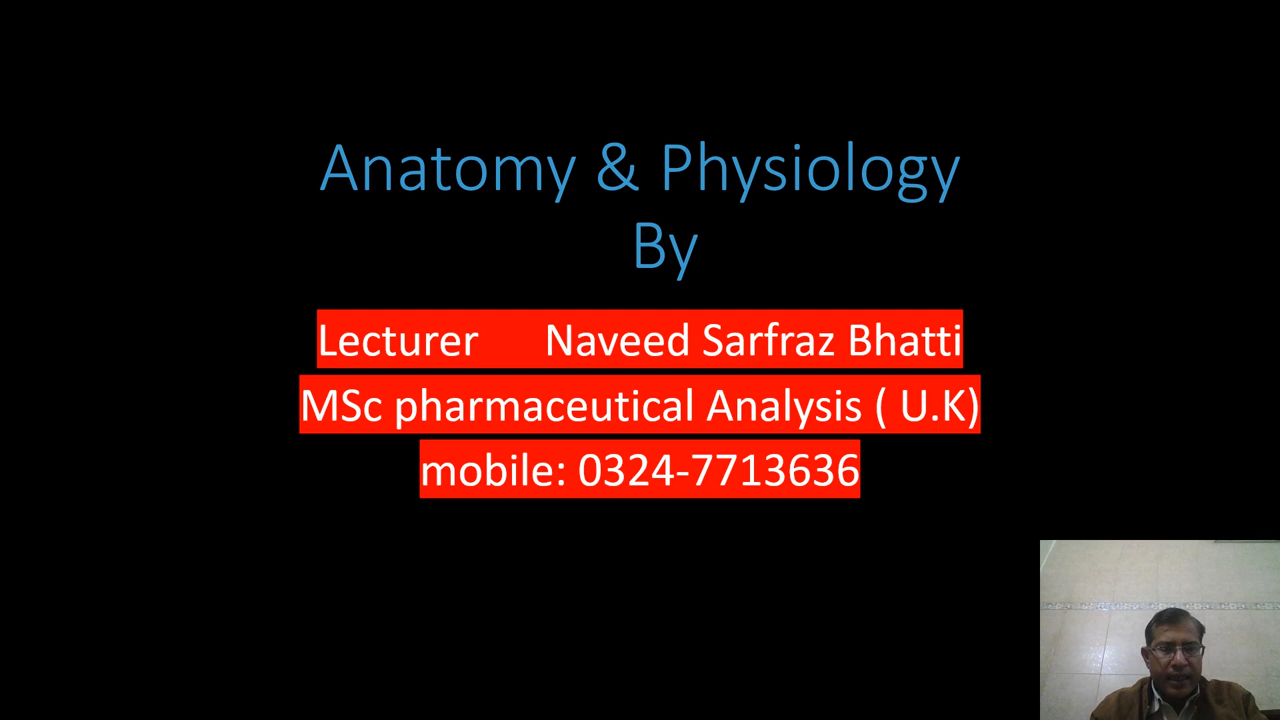 Anatomy & Physiology
By
Lecturer Naveed Sarfraz Bhatti
MSc pharmaceutical Analysis ( U.K)
mobile: 0324-7713636